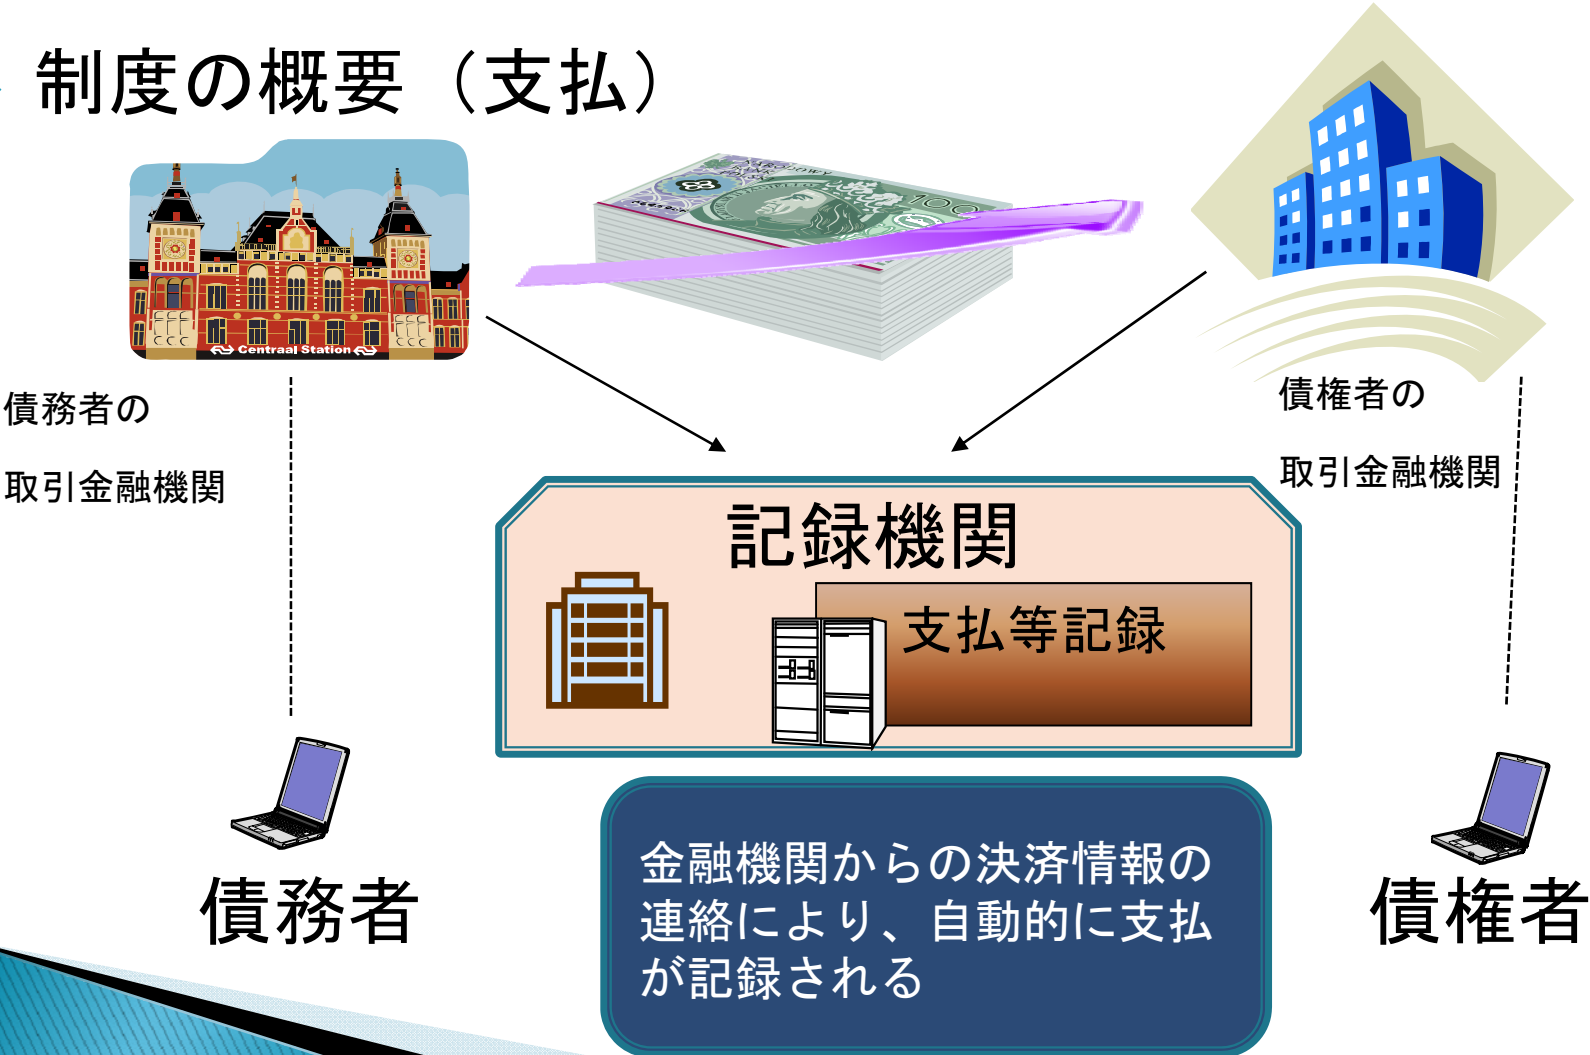 制度の概要（支払）
NARODOWY
BANK
POLSKI
100
Centraal Station
債務者の
取引金融機関
債権者の
取引金融機関
記録機関
支払等記録
債務者
債権者
金融機関からの決済情報の
連絡により、自動的に支払
が記録される